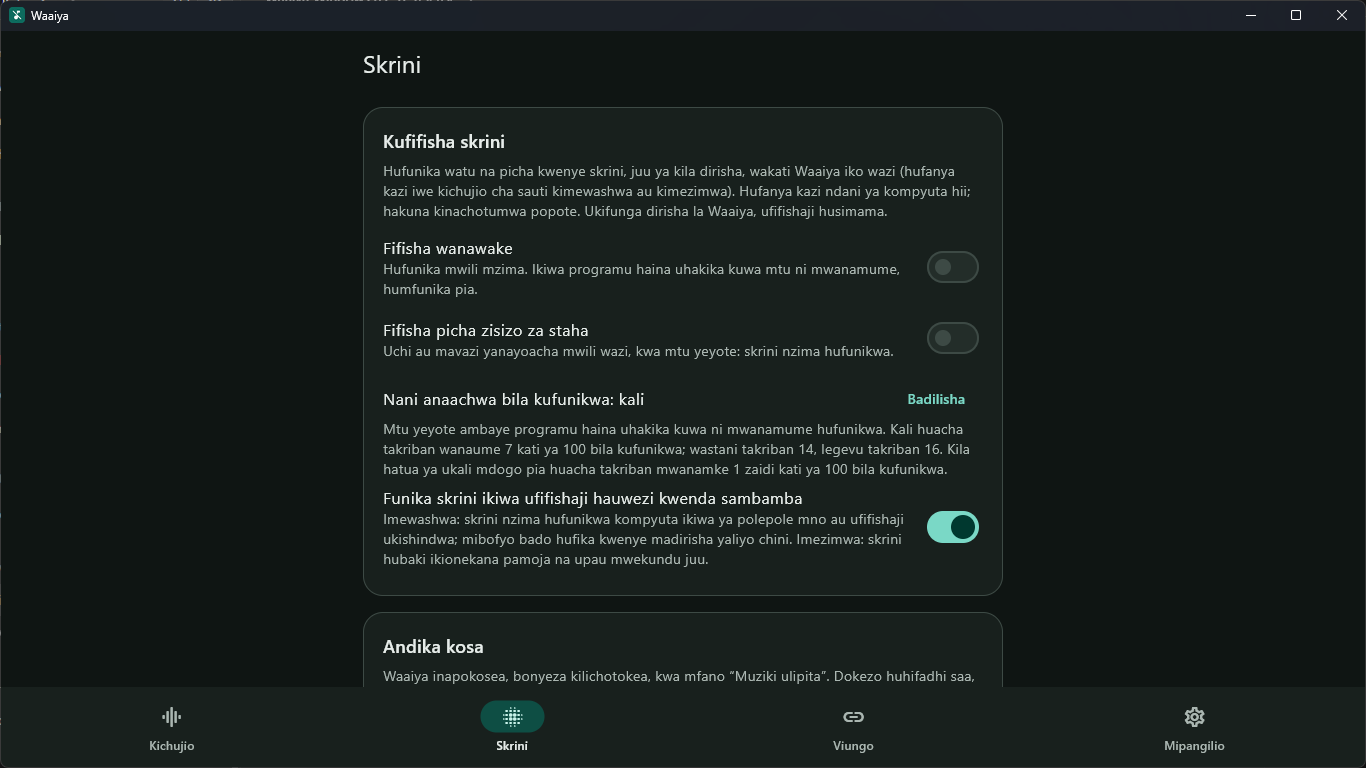 Waaiya
Skrini
Kufifisha skrini
Hufunika watu na picha kwenye skrini, juu ya kila dirisha, wakati Waaiya iko wazi (hufanya
kazi iwe kichujio cha sauti kimewashwa au kimezimwa). Hufanya kazi ndani ya kompyuta hii;
hakuna kinachotumwa popote. Ukifunga dirisha la Waaiya, ufifishaji husimama.
Fifisha wanawake
Hufunika mwili mzima. Ikiwa programu haina uhakika kuwa mtu ni mwanamume,
humfunika pia.
Fifisha picha zisizo za staha
Uchi au mavazi yanayoacha mwili wazi, kwa mtu yeyote: skrini nzima hufunikwa.
Nani anaachwa bila kufunikwa: kali
Badilisha
Mtu yeyote ambaye programu haina uhakika kuwa ni mwanamume hufunikwa. Kali huacha
takriban wanaume 7 kati ya 100 bila kufunikwa; wastani takriban 14, legevu takriban 16. Kila
hatua ya ukali mdogo pia huacha takriban mwanamke 1 zaidi kati ya 100 bila kufunikwa.
Funika skrini ikiwa ufifishaji hauwezi kwenda sambamba
Imewashwa: skrini nzima hufunikwa kompyuta ikiwa ya polepole mno au ufifishaji
ukishindwa; mibofyo bado hufika kwenye madirisha yaliyo chini. Imezimwa: skrini
hubaki ikionekana pamoja na upau mwekundu juu.
Andika kosa
Waaiya inapokosea, bonyeza kilichotokea, kwa mfano “Muziki ulipita”. Dokezo huhifadhi saa,
Kichujio
Skrini
Viungo
Mipangilio